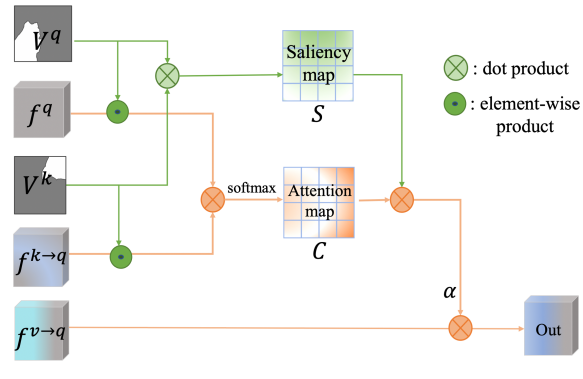 V^q
f^q
V^k
f^{k→q}
f^{v→q}
Saliency
map
S
softmax
Attention
map
C
α
Out
: dot product
: element-wise
product